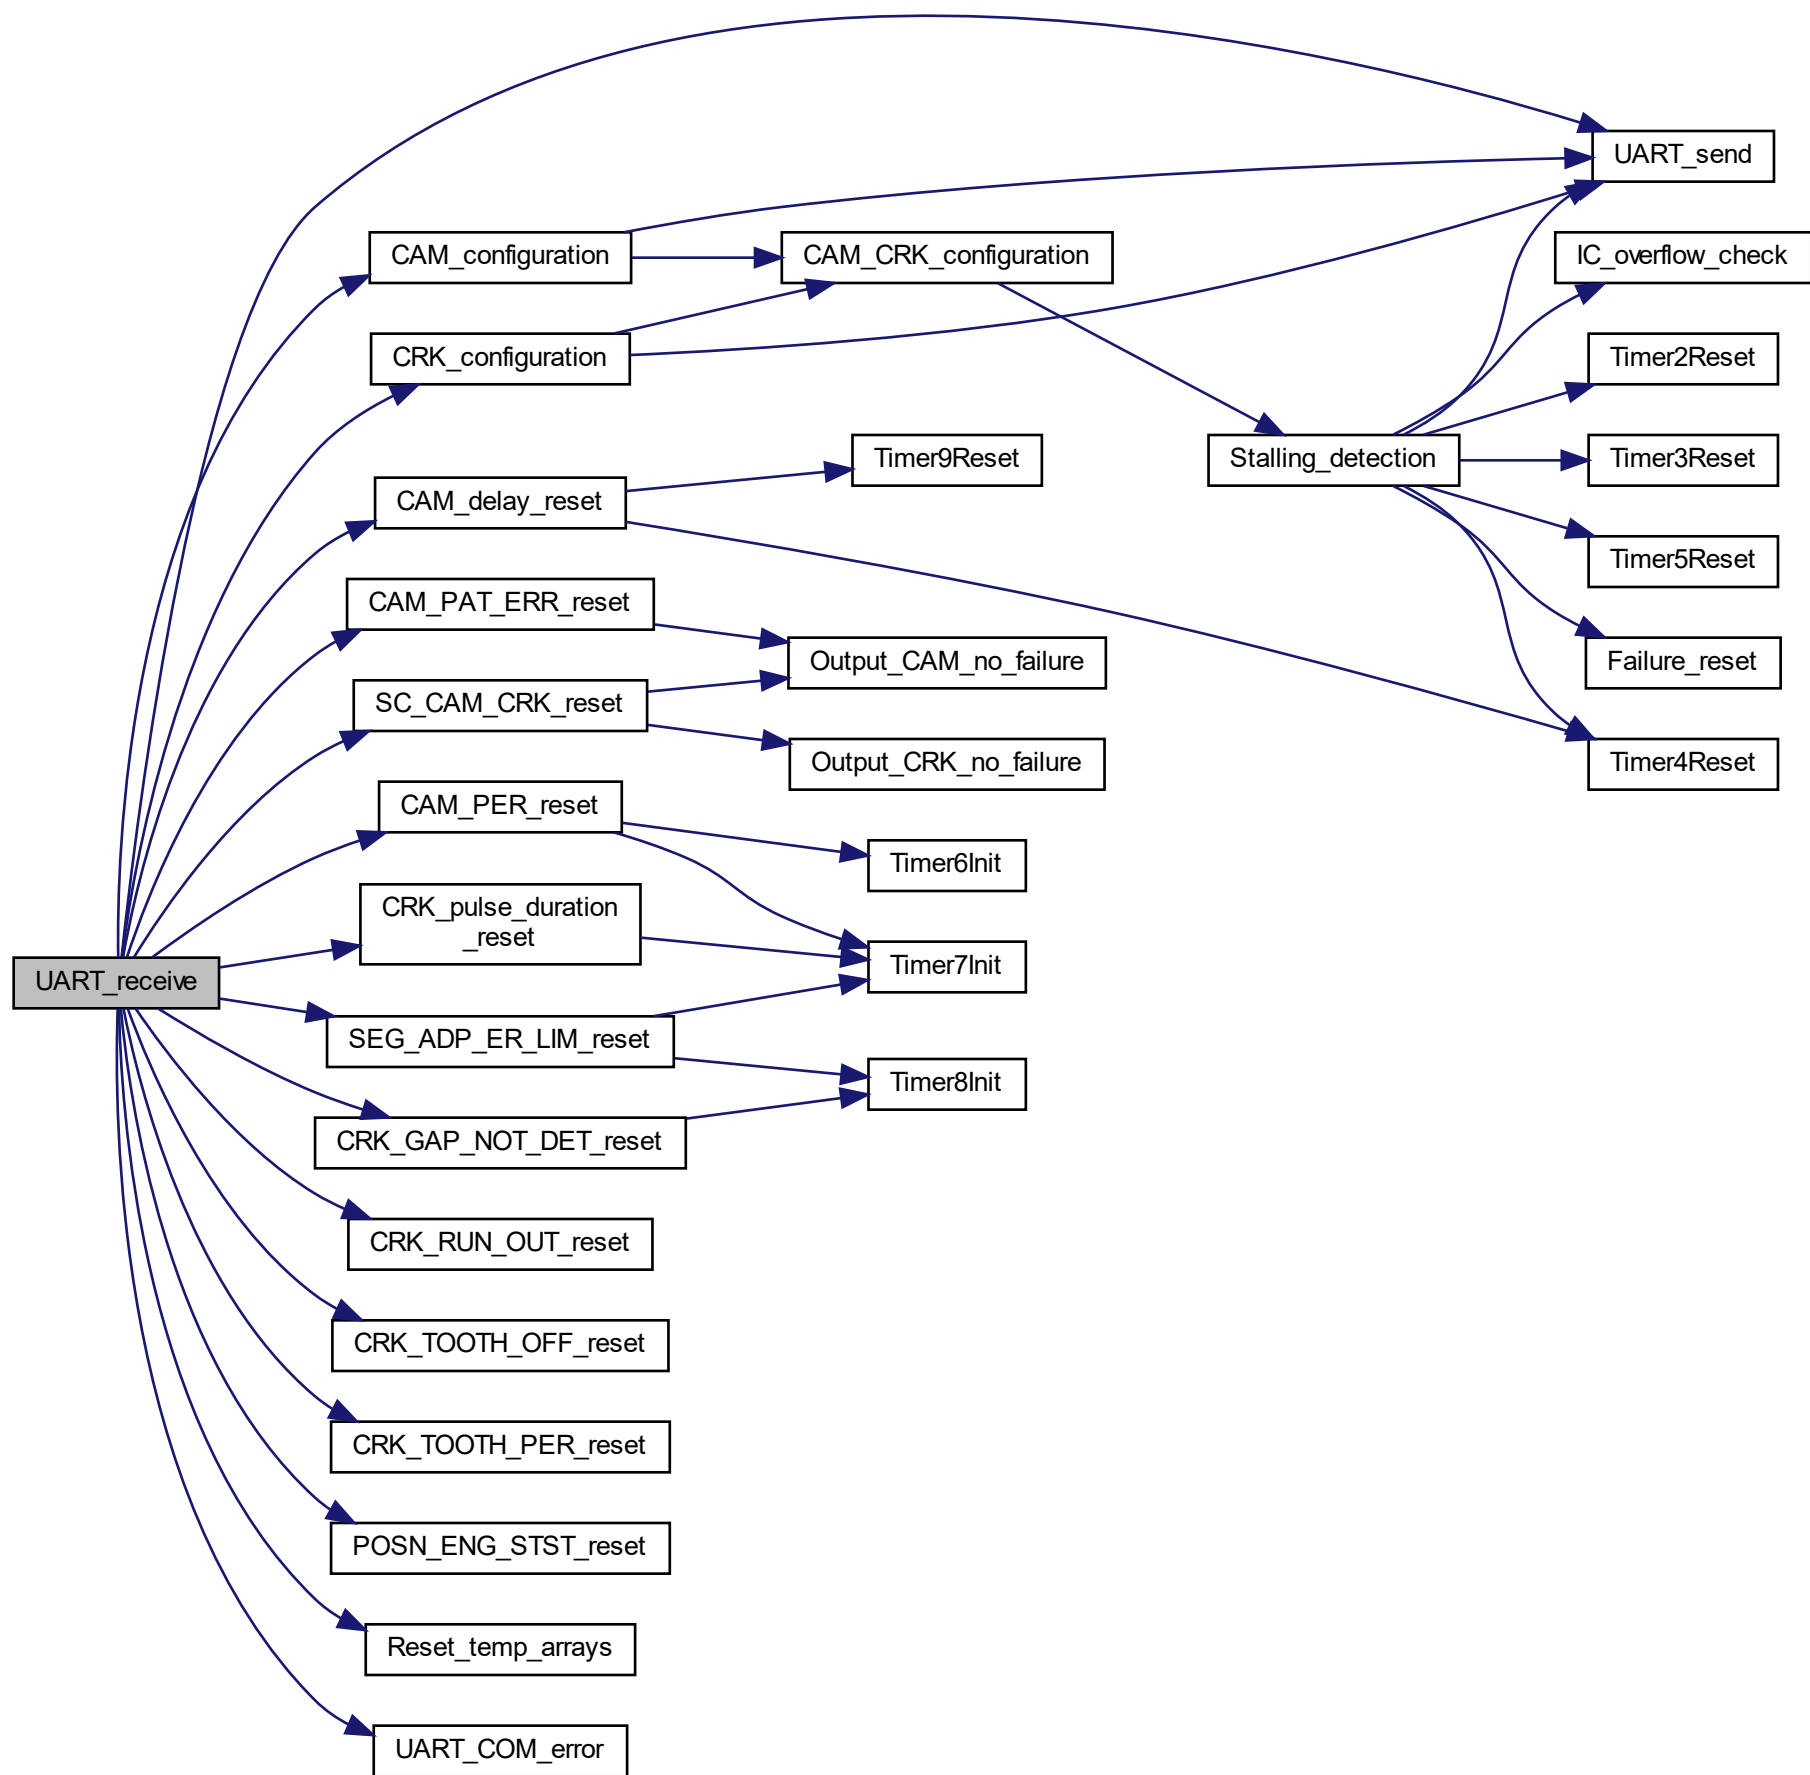 UART_send
CAM_configuration
CAM_CRK_configuration
IC_overflow_check
CRK_configuration
Timer2Reset
Timer9Reset
Stalling_detection
Timer3Reset
CAM_delay_reset
Timer5Reset
CAM_PAT_ERR_reset
Output_CAM_no_failure
Failure_reset
SC_CAM_CRK_reset
Output_CRK_no_failure
Timer4Reset
CAM_PER_reset
Timer6Init
CRK_pulse_duration
_reset
Timer7Init
UART_receive
SEG_ADP_ER_LIM_reset
Timer8Init
CRK_GAP_NOT_DET_reset
CRK_RUN_OUT_reset
CRK_TOOTH_OFF_reset
CRK_TOOTH_PER_reset
POSN_ENG_STST_reset
Reset_temp_arrays
UART_COM_error